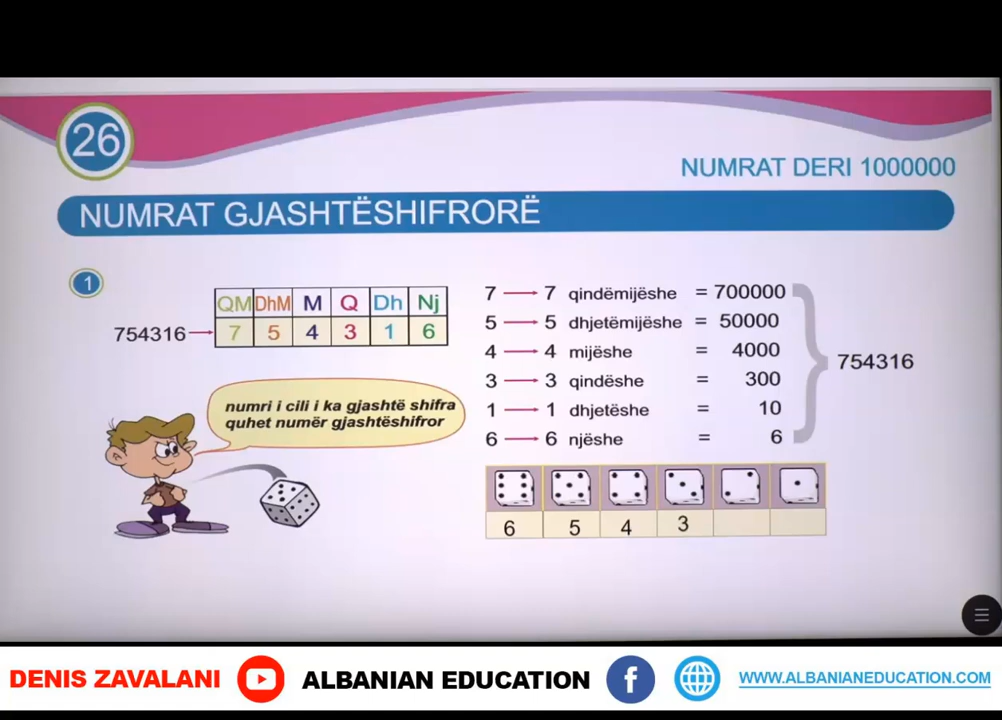 26
NUMRAT DERI 1000000
NUMRAT GJASHTËSHIFRORË
1
QM DhM M Q Dh Nj
754316 7 5 4 3 1 6
7 7 qindëmijëshe = 700000
5 5 dhjetëmijëshe = 50000
4 4 mijëshe = 4000
3 3 qindëshe = 300
1 1 dhjetëshe = 10
6 6 njëshe = 6
754316
numri i cili i ka gjashtë shifra
quhet numër gjashtëshifror
6 5 4 3
DENIS ZAVALANI ALBANIAN EDUCATION f WWW.ALBANIANEDUCATION.COM